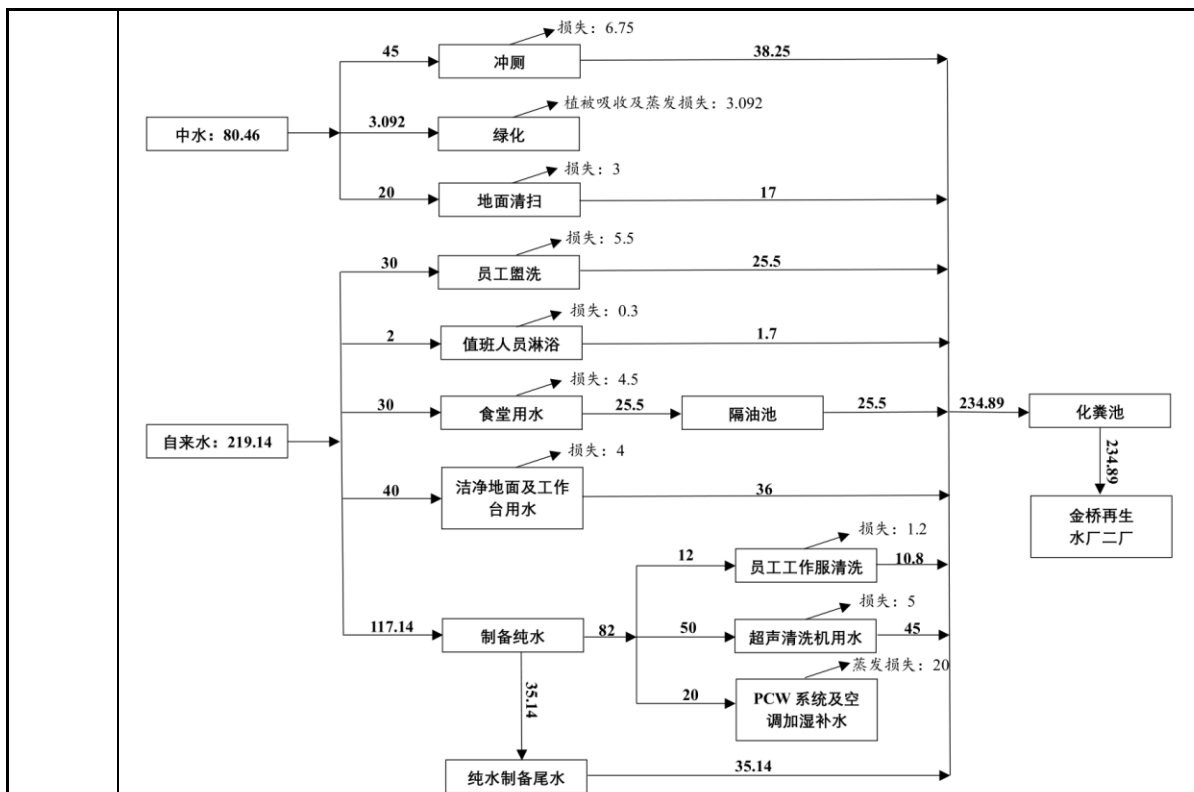 损失：6.75
45
冲厕
38.25
植被吸收及蒸发损失：3.092
中水：80.46
3.092
绿化
损失：3
20
地面清扫
17
损失：5.5
30
员工盥洗
25.5
损失：0.3
2
值班人员淋浴
1.7
损失：4.5
30
食堂用水
25.5
隔油池
25.5
234.89
化粪池
自来水：219.14
损失：4
234.89
40
洁净地面及工作
台用水
36
金桥再生
水厂二厂
损失：1.2
12
员工工作服清洗
10.8
损失：5
117.14
制备纯水
82
50
超声清洗机用水
45
蒸发损失：20
35.14
20
PCW 系统及空
调加湿补水
纯水制备尾水
35.14